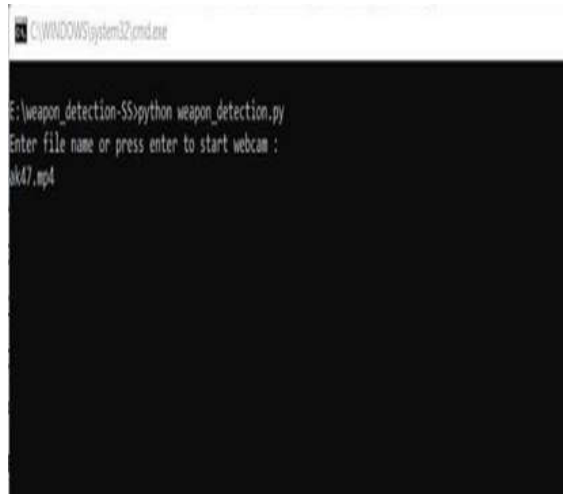 C:\WINDOWS\system32\cmd.exe
E:\weapon_detection-SS>python weapon_detection.py
Enter file name or press enter to start webcam :
ak47.mp4